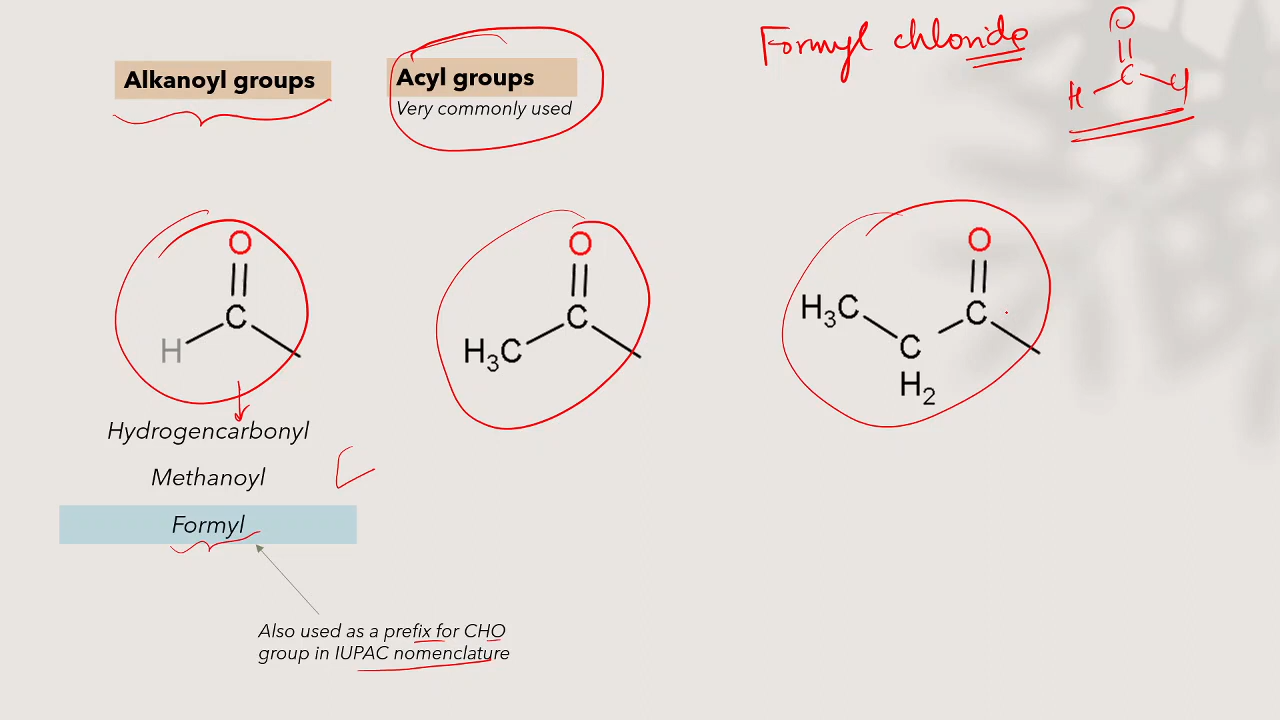 Alkanoyl groups
Acyl groups
Very commonly used
Formyl chloride
O
H C Cl
O
C
H
O
C
H3C
O
H3C C
C
H2
Hydrogencarbonyl
Methanoyl
Formyl
Also used as a prefix for CHO
group in IUPAC nomenclature